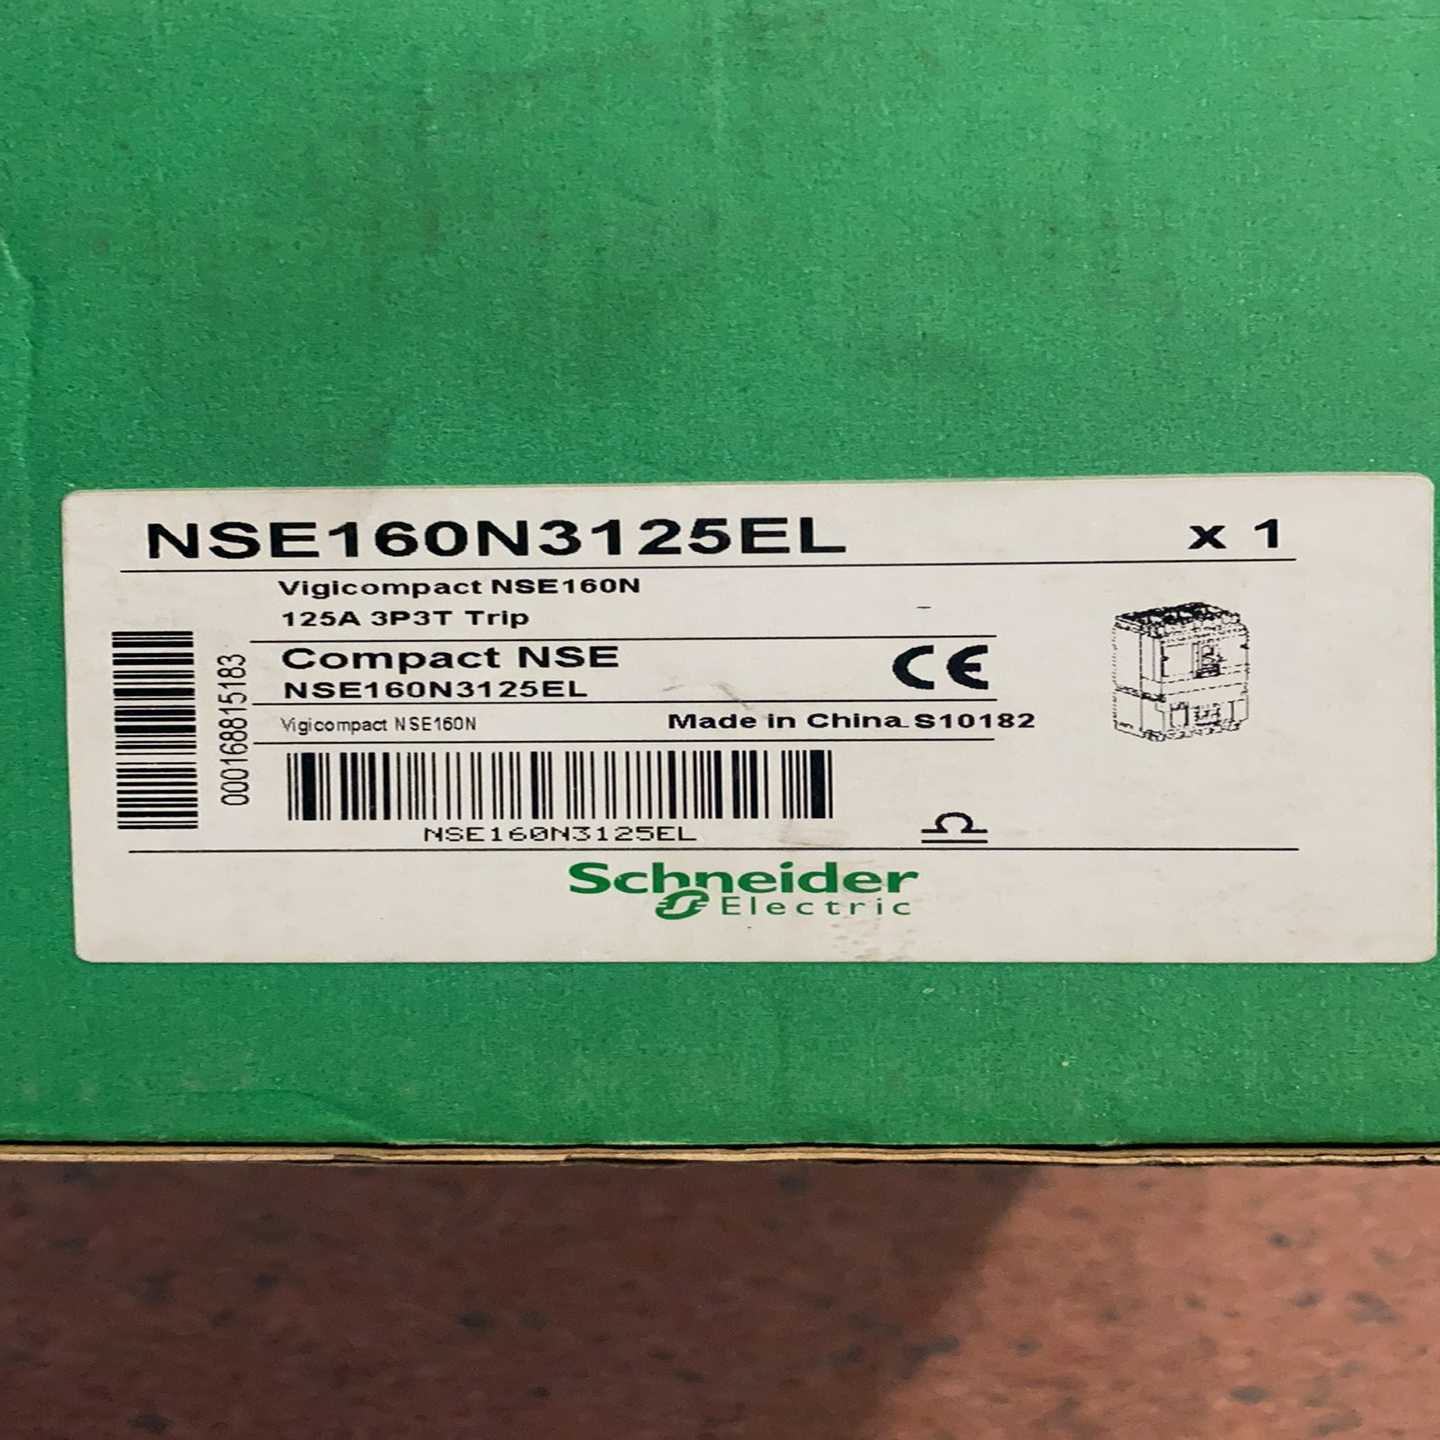 NSE160N3125EL x 1
Vigicompact NSE160N
125A 3P3T Trip
Compact NSE
NSE160N3125EL
CE
Vigicompact NSE160N
Made in China S10182
000168815183
NSE160N3125EL
Schneider
Electric